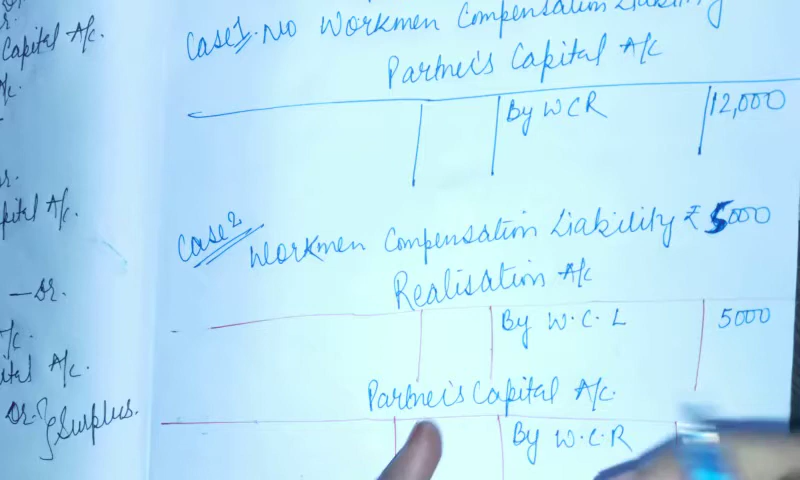 Capital A/c.
Case 1. No Workmen Compensation Liability
Partner's Capital A/c
By WCR 12,000
Case 2
Workmen Compensation Liability ₹ 5000
Realisation A/c
By W.C.L 5000
Partner's Capital A/c.
By W.C.R
A/c.
Dr.
A/c.
Dr. Surplus.